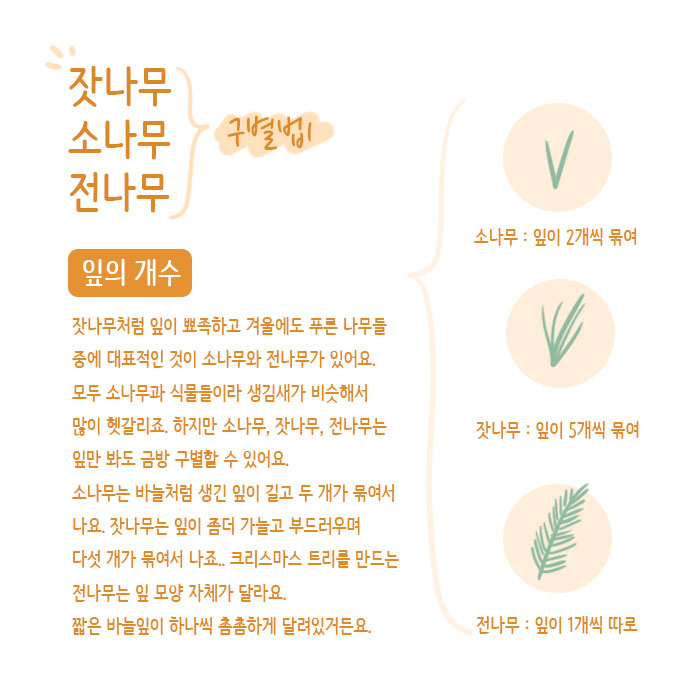 잣나무
소나무
전나무
구별법!
잎의 개수
잣나무처럼 잎이 뾰족하고 겨울에도 푸른 나무들
중에 대표적인 것이 소나무와 전나무가 있어요.
모두 소나무과 식물들이라 생김새가 비슷해서
많이 헷갈리죠. 하지만 소나무, 잣나무, 전나무는
잎만 봐도 금방 구별할 수 있어요.
소나무는 바늘처럼 생긴 잎이 길고 두 개가 묶여서
나요. 잣나무는 잎이 좀더 가늘고 부드러우며
다섯 개가 묶여서 나죠.. 크리스마스 트리를 만드는
전나무는 잎 모양 자체가 달라요.
짧은 바늘잎이 하나씩 촘촘하게 달려있거든요.
소나무 : 잎이 2개씩 묶여
잣나무 : 잎이 5개씩 묶여
전나무 : 잎이 1개씩 따로